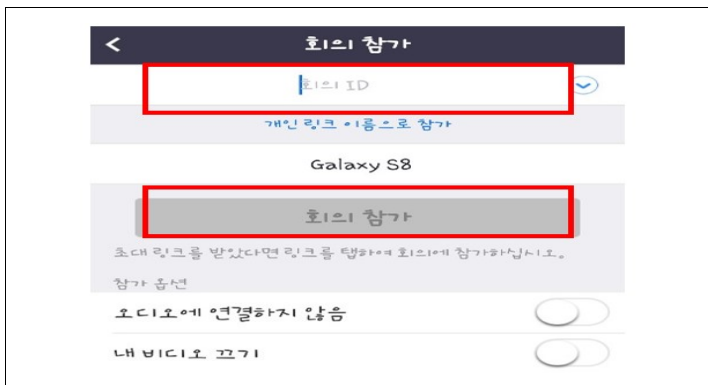 회의 참가
회의 ID
개인 링크 이름으로 참가
Galaxy S8
회의 참가
초대 링크를 받았다면 링크를 탭하여 회의에 참가하십시오.
참가 옵션
오디오에 연결하지 않음
내 비디오 끄기